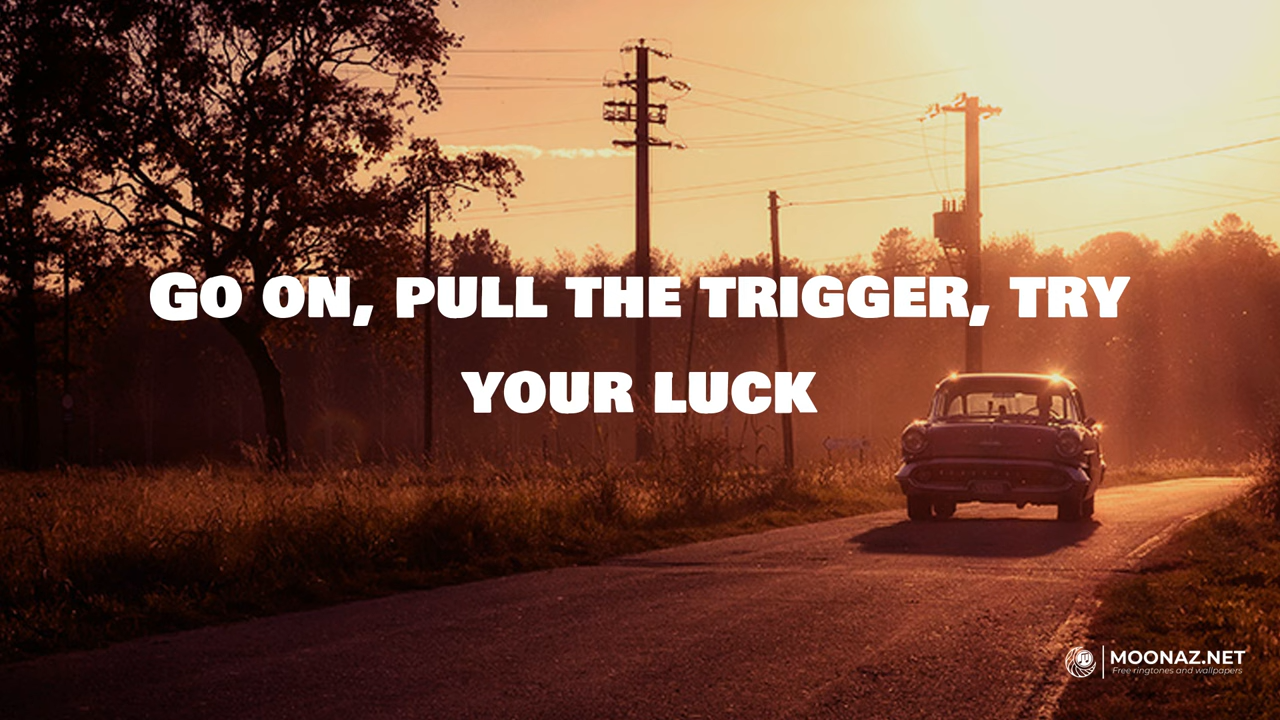 Go on, pull the trigger, try
your luck
MOONAZ.NET
Free ringtones and wallpapers